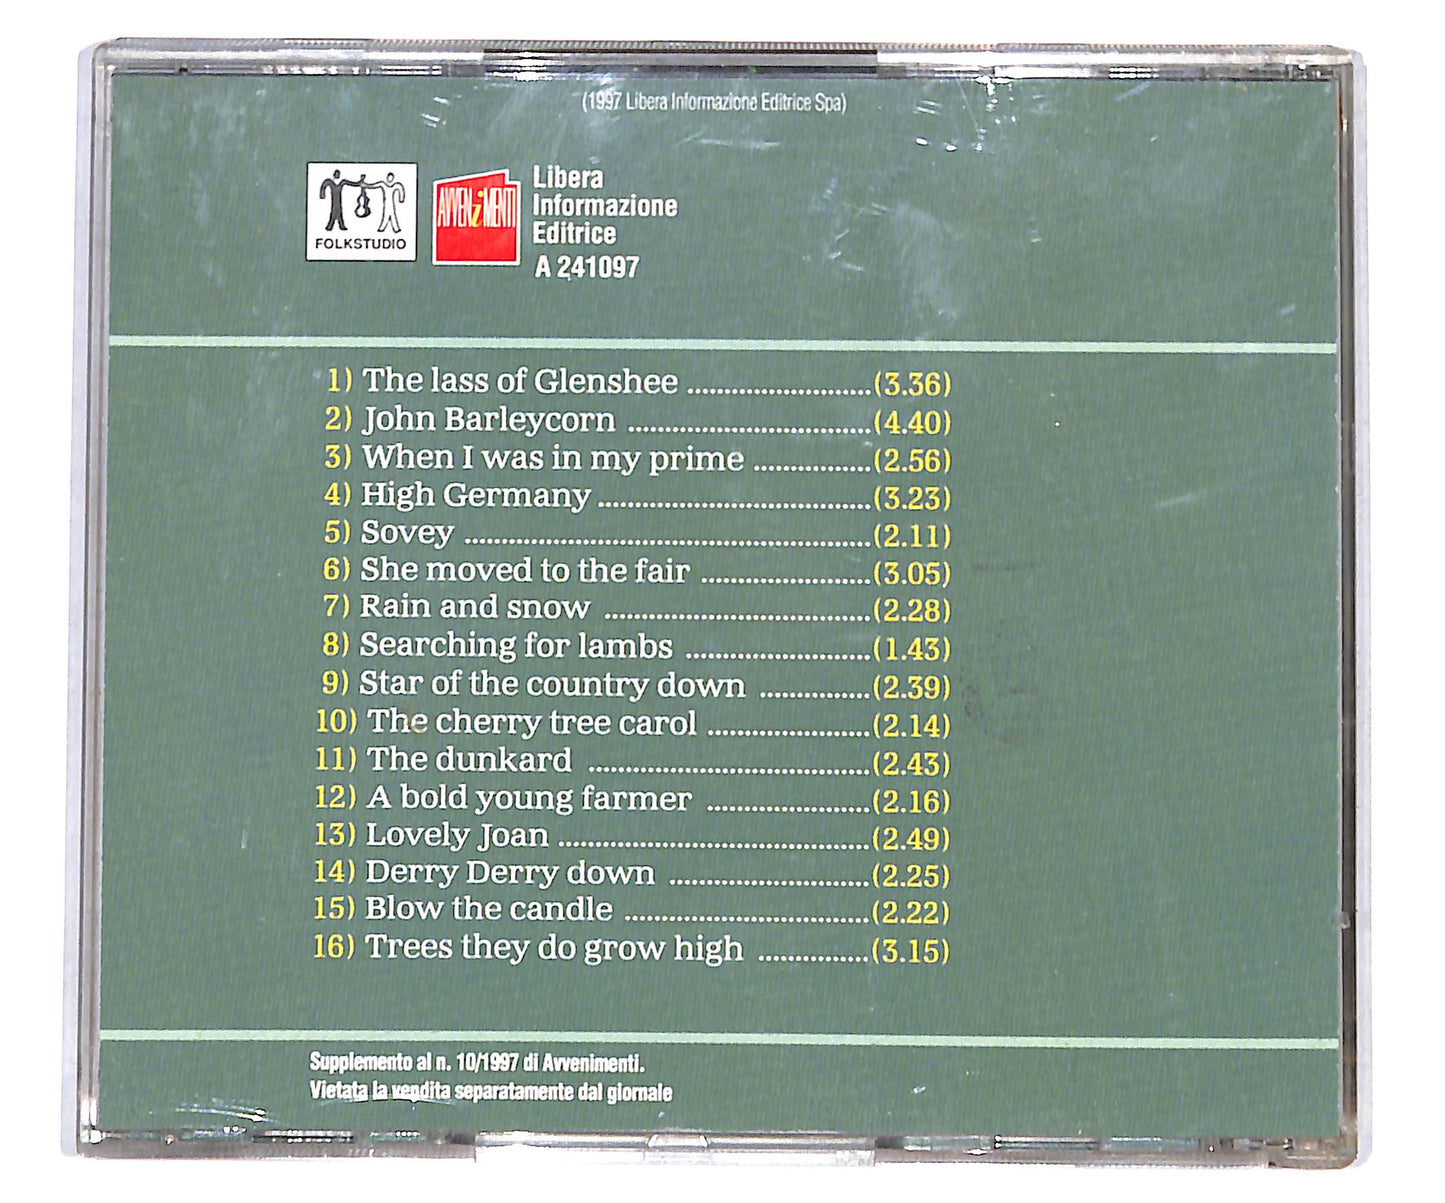 (1997 Libera Informazione Editrice Spa)
FOLKSTUDIO
AVVENiMENTI
Libera
Informazione
Editrice
A 241097
1) The lass of Glenshee ........................(3.36)
2) John Barleycorn ................................(4.40)
3) When I was in my prime ................(2.56)
4) High Germany ....................................(3.23)
5) Sovey ......................................................(2.11)
6) She moved to the fair ......................(3.05)
7) Rain and snow ...................................(2.28)
8) Searching for lambs ........................(1.43)
9) Star of the country down ...............(2.39)
10) The cherry tree carol .....................(2.14)
11) The dunkard .....................................(2.43)
12) A bold young farmer ......................(2.16)
13) Lovely Joan .........................................(2.49)
14) Derry Derry down ..........................(2.25)
15) Blow the candle ................................(2.22)
16) Trees they do grow high ...............(3.15)
Supplemento al n. 10/1997 di Avvenimenti.
Vietata la vendita separatamente dal giornale